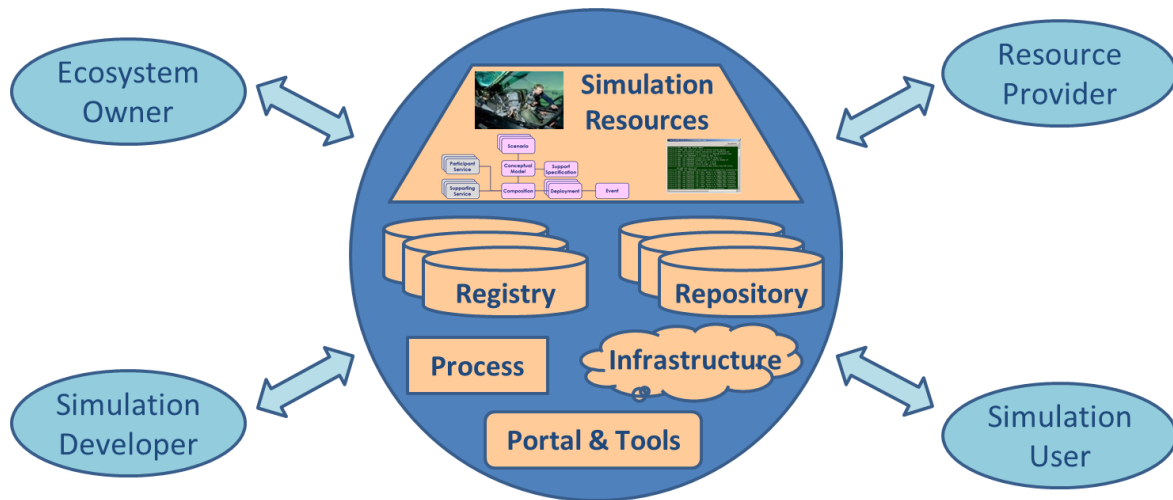 Ecosystem
Owner
Resource
Provider
Simulation
Resources
Scenario
Participant
Service
Conceptual
Model
Support
Specification
Supporting
Service
Composition
Deployment
Event
Registry
Repository
Process
Infrastructure
Portal & Tools
Simulation
Developer
Simulation
User